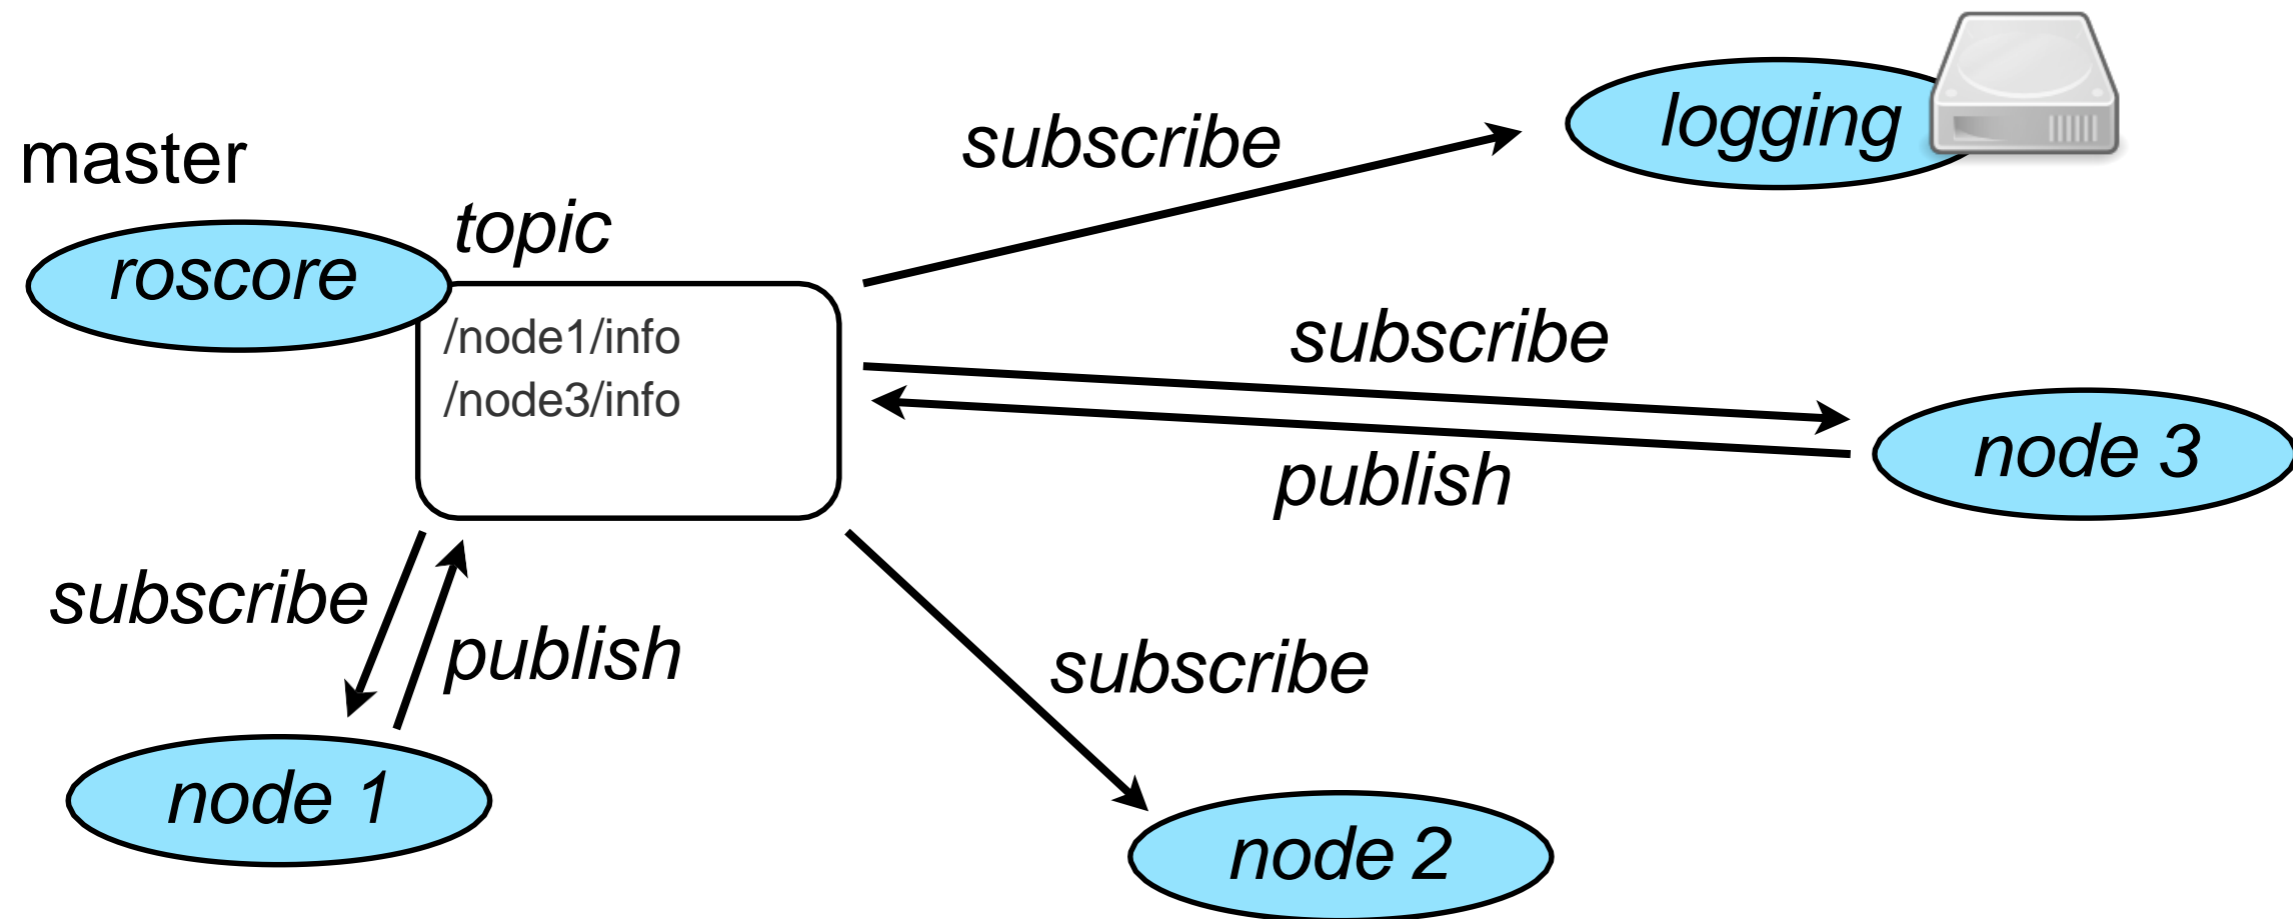 master
roscore
topic
/node1/info
/node3/info
subscribe
logging
subscribe
publish
node 3
subscribe
publish
node 1
subscribe
node 2